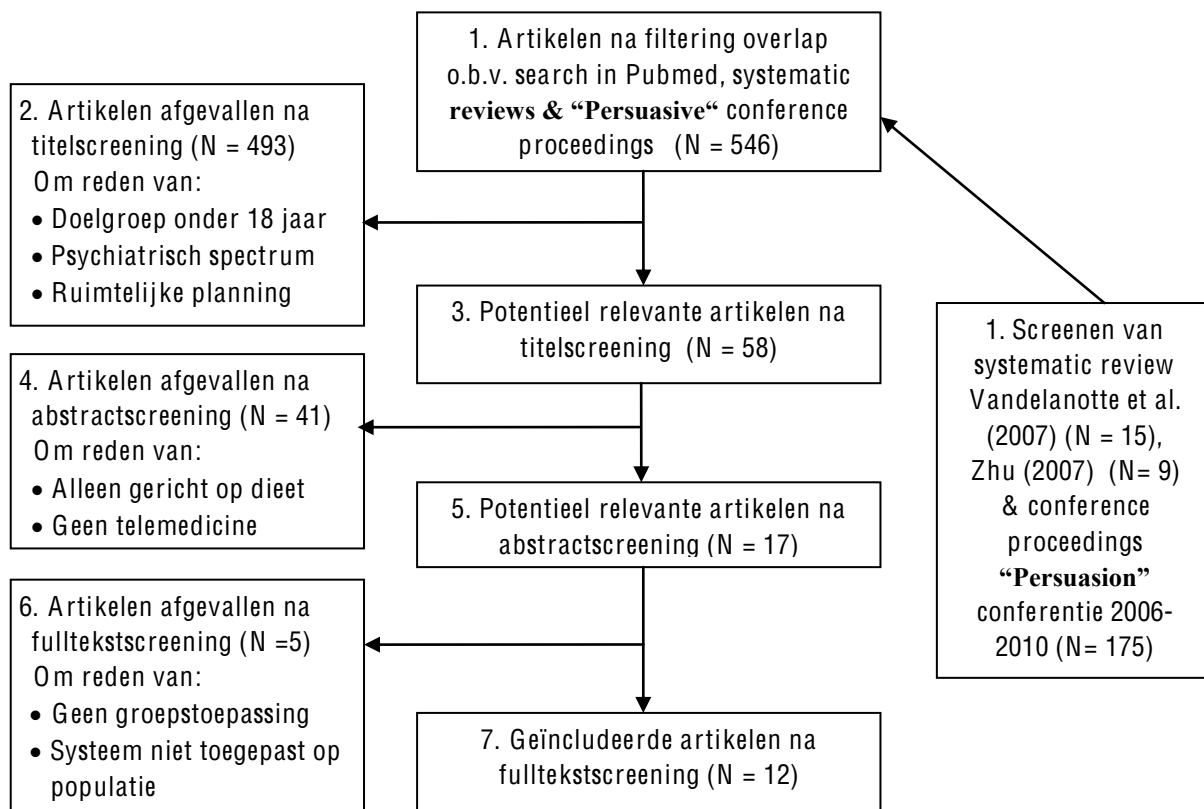 1. Artikelen na filtering overlap
o.b.v. search in Pubmed, systematic
reviews & “Persuasive“ conference
proceedings (N = 546)
2. Artikelen afgevallen na
titelscreening (N = 493)
Om reden van:
• Doelgroep onder 18 jaar
• Psychiatrisch spectrum
• Ruimtelijke planning
3. Potentieel relevante artikelen na
titelscreening (N = 58)
1. Screenen van
systematic review
Vandelanotte et al.
(2007) (N = 15),
Zhu (2007) (N= 9)
& conference
proceedings
“Persuasion”
conferentie 2006-
2010 (N= 175)
4. Artikelen afgevallen na
abstractscreening (N = 41)
Om reden van:
• Alleen gericht op dieet
• Geen telemedicine
5. Potentieel relevante artikelen na
abstractscreening (N = 17)
6. Artikelen afgevallen na
fulltekstscreening (N =5)
Om reden van:
• Geen groepstoepassing
• Systeem niet toegepast op
populatie
7. Geïncludeerde artikelen na
fulltekstscreening (N = 12)